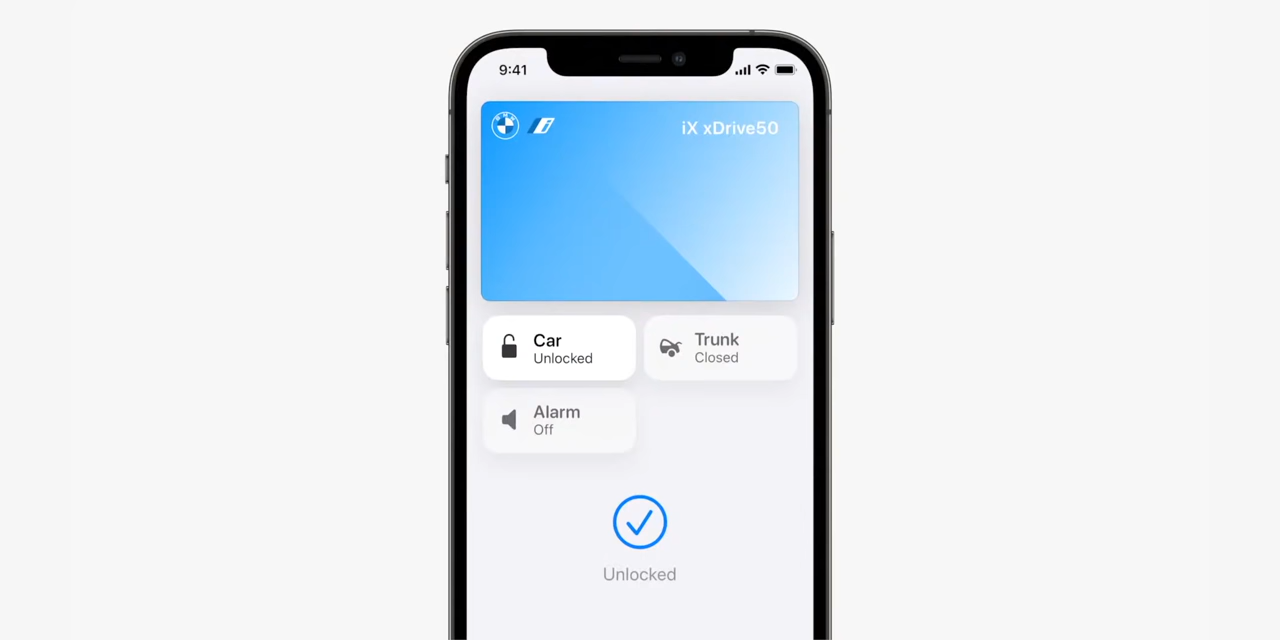 9:41
iX xDrive50
Car
Unlocked
Trunk
Closed
Alarm
Off
Unlocked